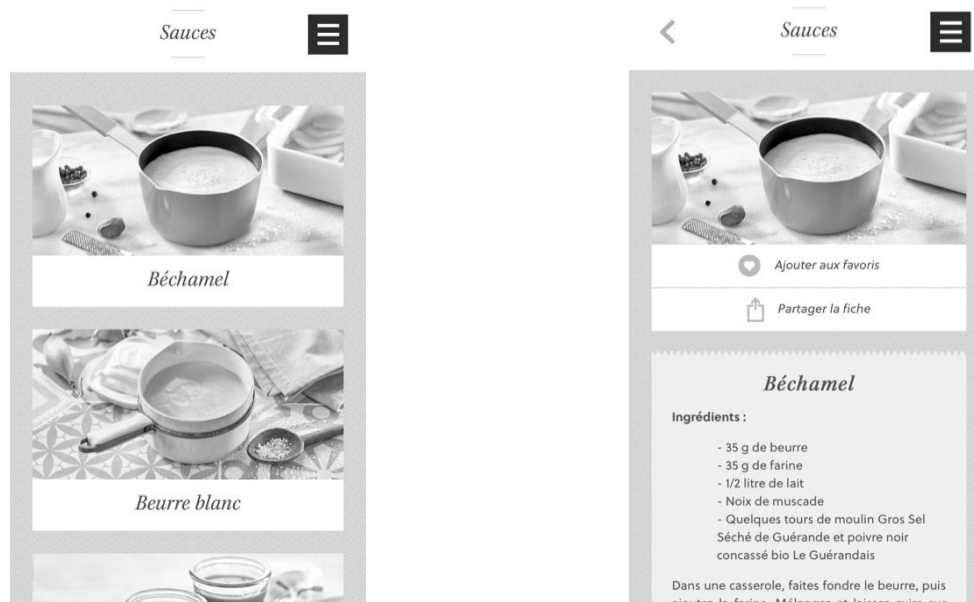 Sauces
Béchamel
Beurre blanc
Sauces
Ajouter aux favoris
Partager la fiche
Béchamel
Ingrédients :
- 35 g de beurre
- 35 g de farine
- 1/2 litre de lait
- Noix de muscade
- Quelques tours de moulin Gros Sel
Séché de Guérande et poivre noir
concassé bio Le Guérandais
Dans une casserole, faites fondre le beurre, puis